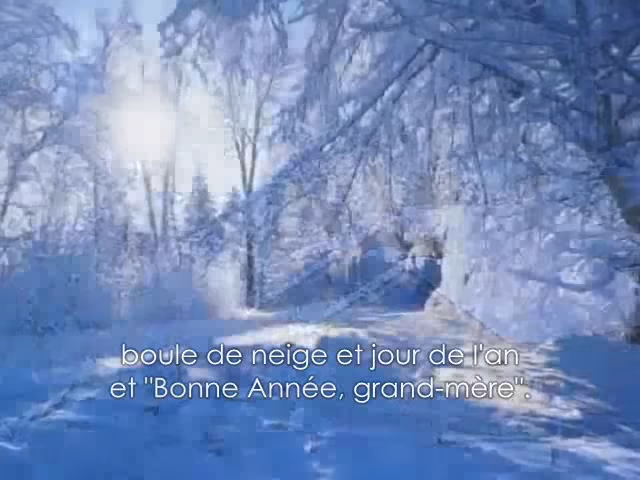 boule de neige et jour de l'an
et "Bonne Année, grand-mère".